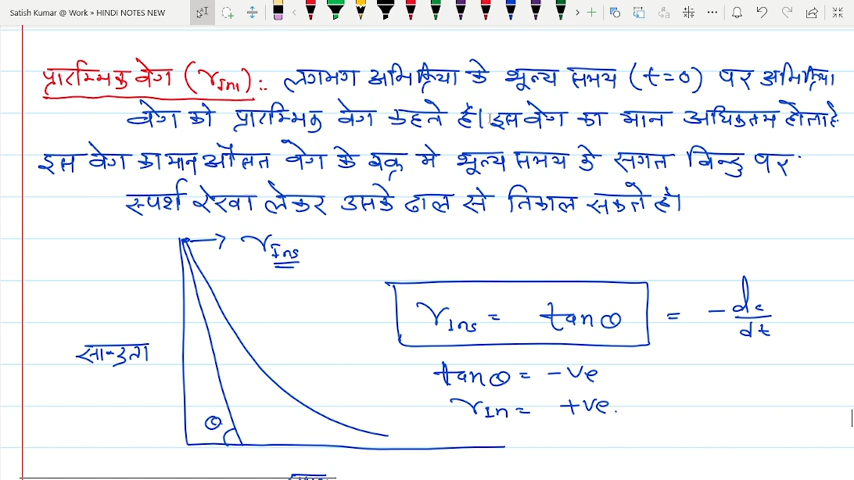 Satish Kumar @ Work » HINDI NOTES NEW
प्रारम्भिक वेग (rIni) :- लगभग अभिक्रिया के शून्य समय (t=0) पर अभिक्रिया
वेग को प्रारम्भिक वेग कहते हैं। इस वेग का मान अधिकतम होता है
इस वेग का मान औसत वेग के वक्र मे शून्य समय के संगत बिन्दु पर
स्पर्श रेखा लेकर उसके ढाल से निकाल सकते है।
rIns
rIns = tanθ = - dc/dt
सान्द्रता
tanθ = -ve
rIn = +ve.
θ